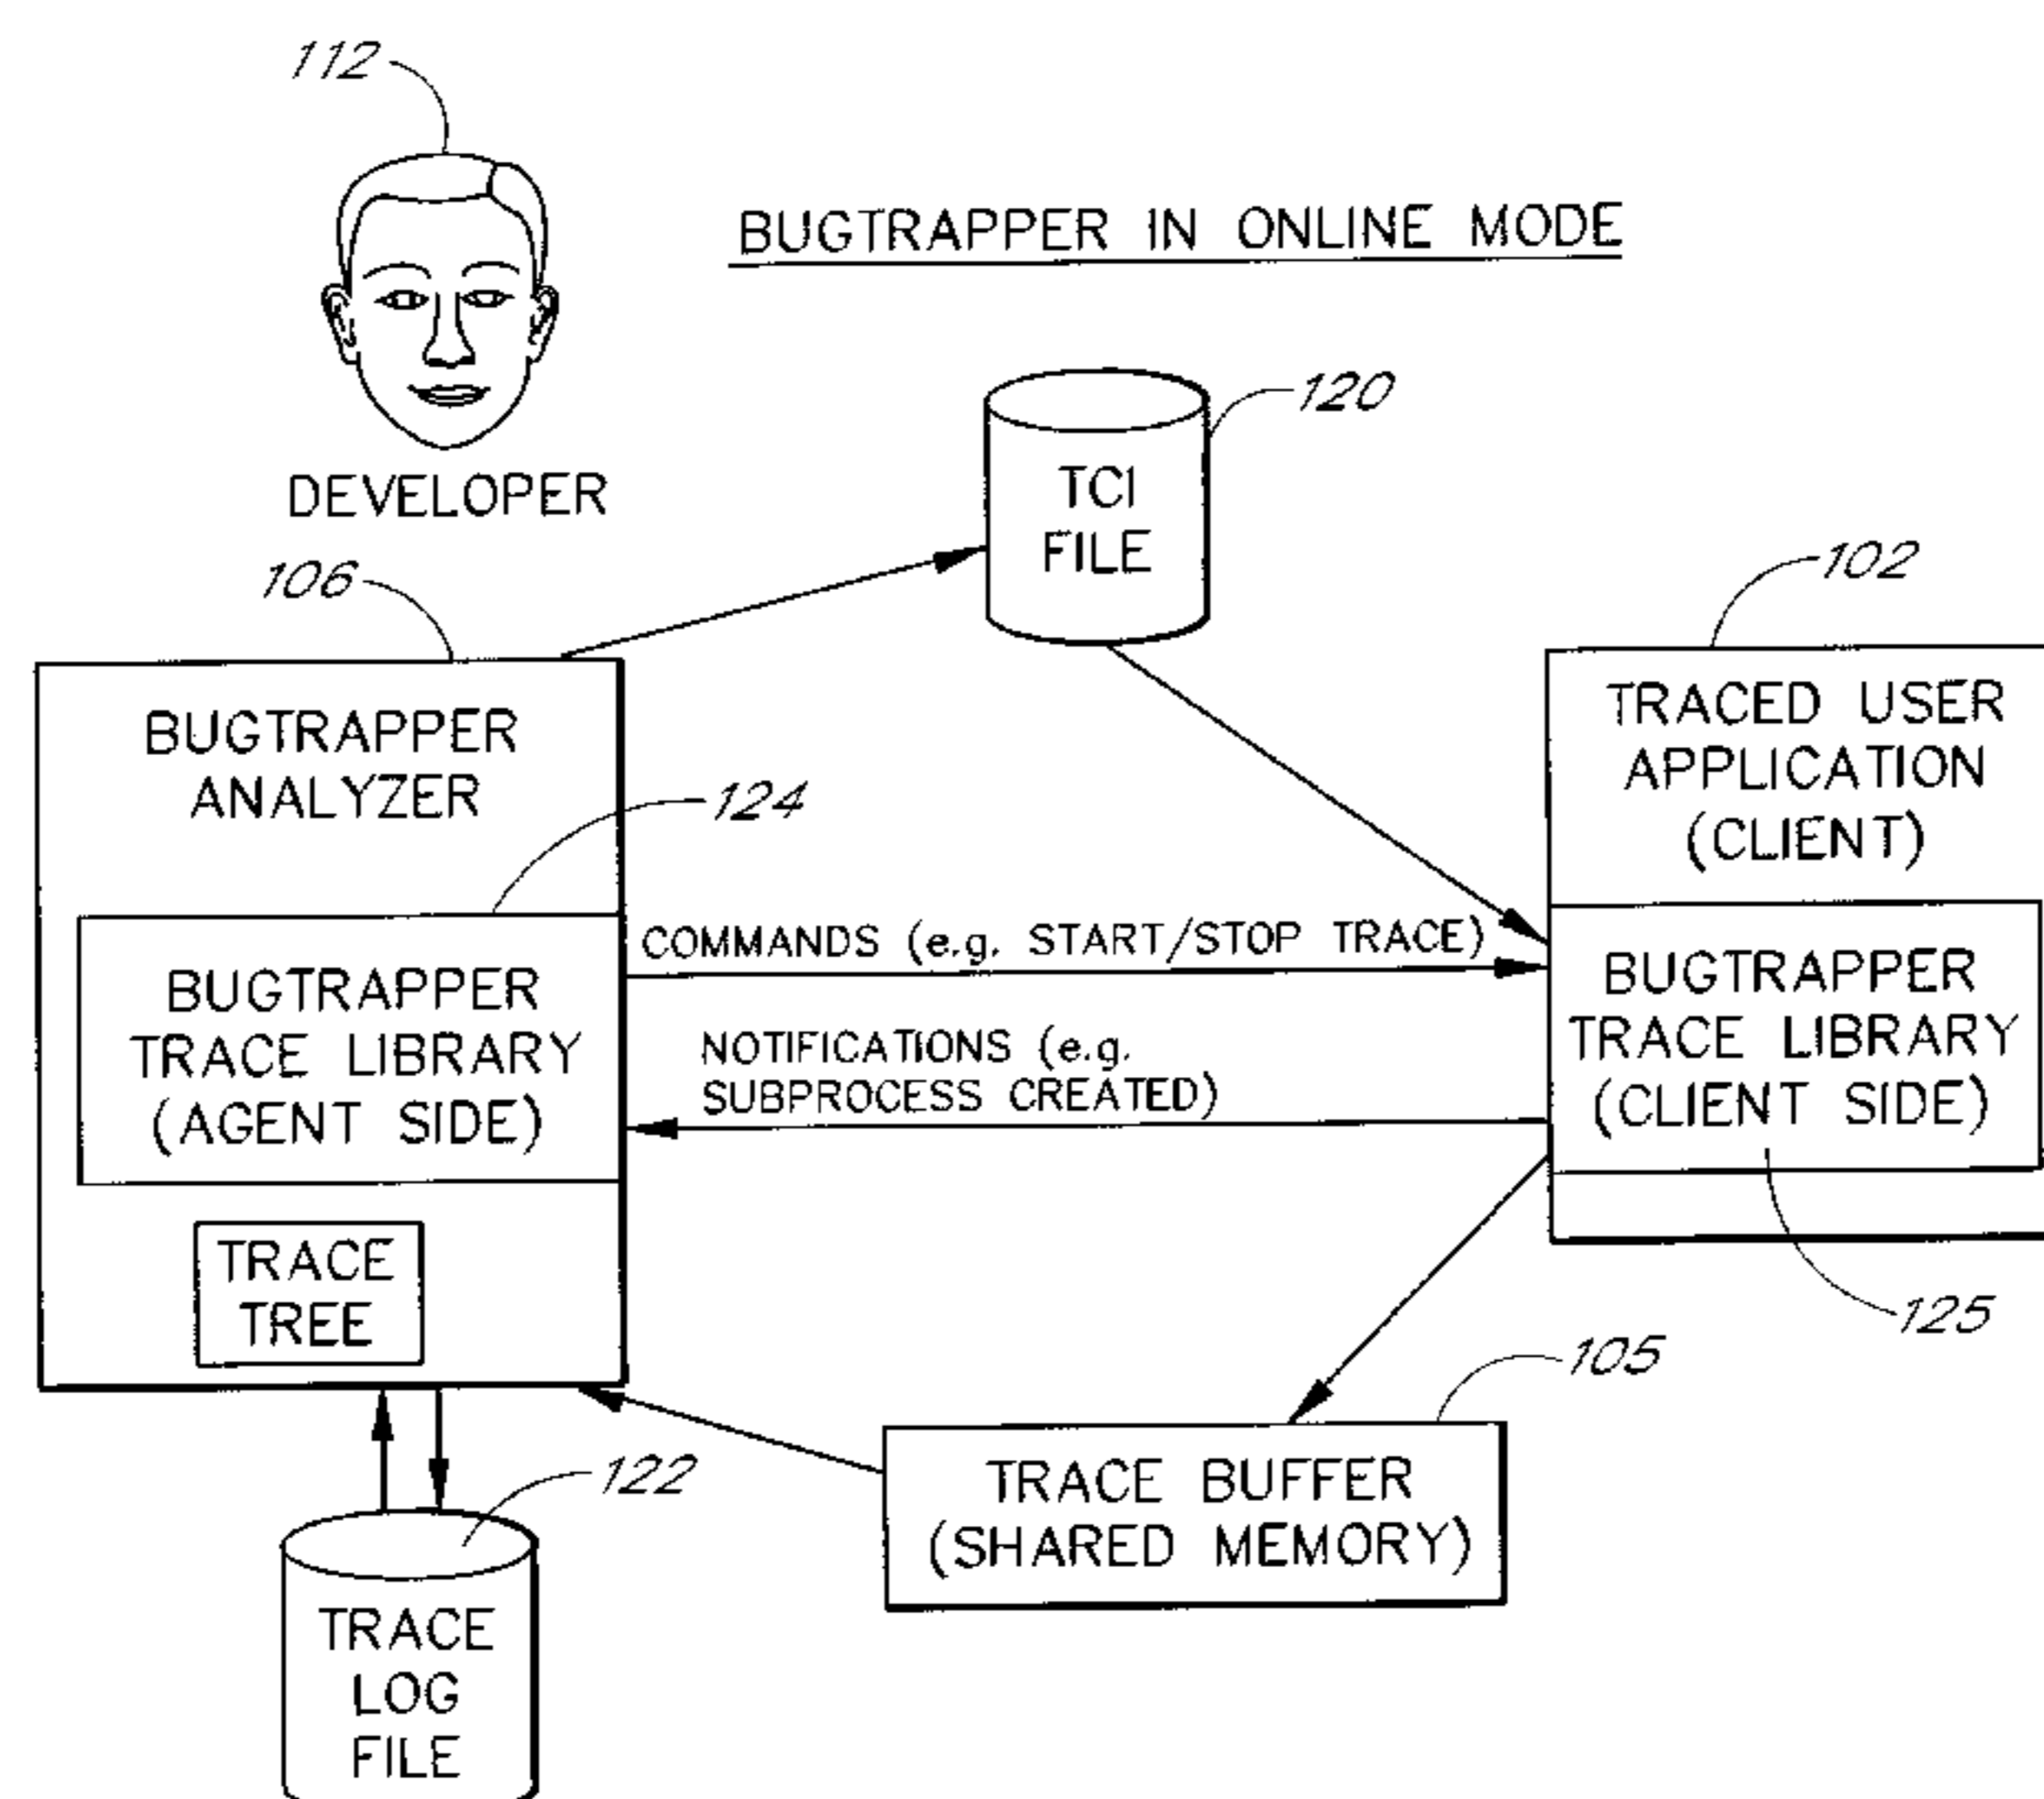 112
BUGTRAPPER IN ONLINE MODE
DEVELOPER
120
TCI
FILE
106
102
BUGTRAPPER
ANALYZER
124
TRACED USER
APPLICATION
(CLIENT)
COMMANDS (e.g. START/STOP TRACE)
BUGTRAPPER
TRACE LIBRARY
(AGENT SIDE)
NOTIFICATIONS (e.g.
SUBPROCESS CREATED)
BUGTRAPPER
TRACE LIBRARY
(CLIENT SIDE)
125
TRACE
TREE
105
TRACE BUFFER
(SHARED MEMORY)
122
TRACE
LOG
FILE